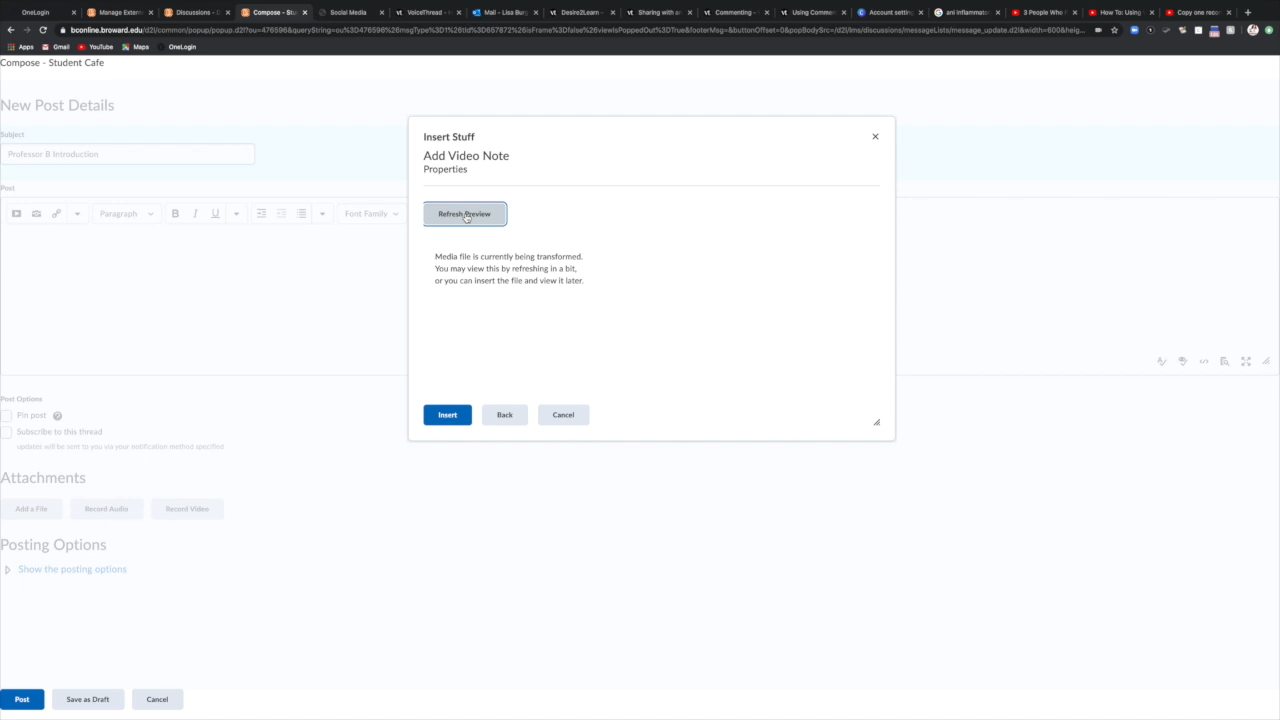 OneLogin
Manage Extern
Discussions - D
Compose - Stu
Social Media
VoiceThread - H
Mail - Lisa Burg
Desire2Learn -
Sharing with an
Commenting -
Using Comme
Account setting
anl inflammator
3 People Who H
How To: Using
Copy one reco
Apps
Gmail
YouTube
Maps
OneLogin
Compose - Student Cafe
New Post Details
Subject
Professor B Introduction
Post
Paragraph
B I U
Font Family
Insert Stuff
Add Video Note
Properties
Refresh Preview
Media file is currently being transformed.
You may view this by refreshing in a bit,
or you can insert the file and view it later.
Insert
Back
Cancel
Post Options
Pin post
Subscribe to this thread
updates will be sent to you via your notification method specified
Attachments
Add a File
Record Audio
Record Video
Posting Options
Show the posting options
Post
Save as Draft
Cancel